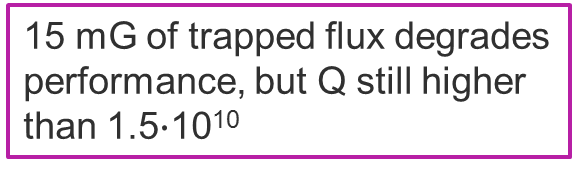 15 mG of trapped flux degrades
performance, but Q still higher
than 1.5·10¹⁰